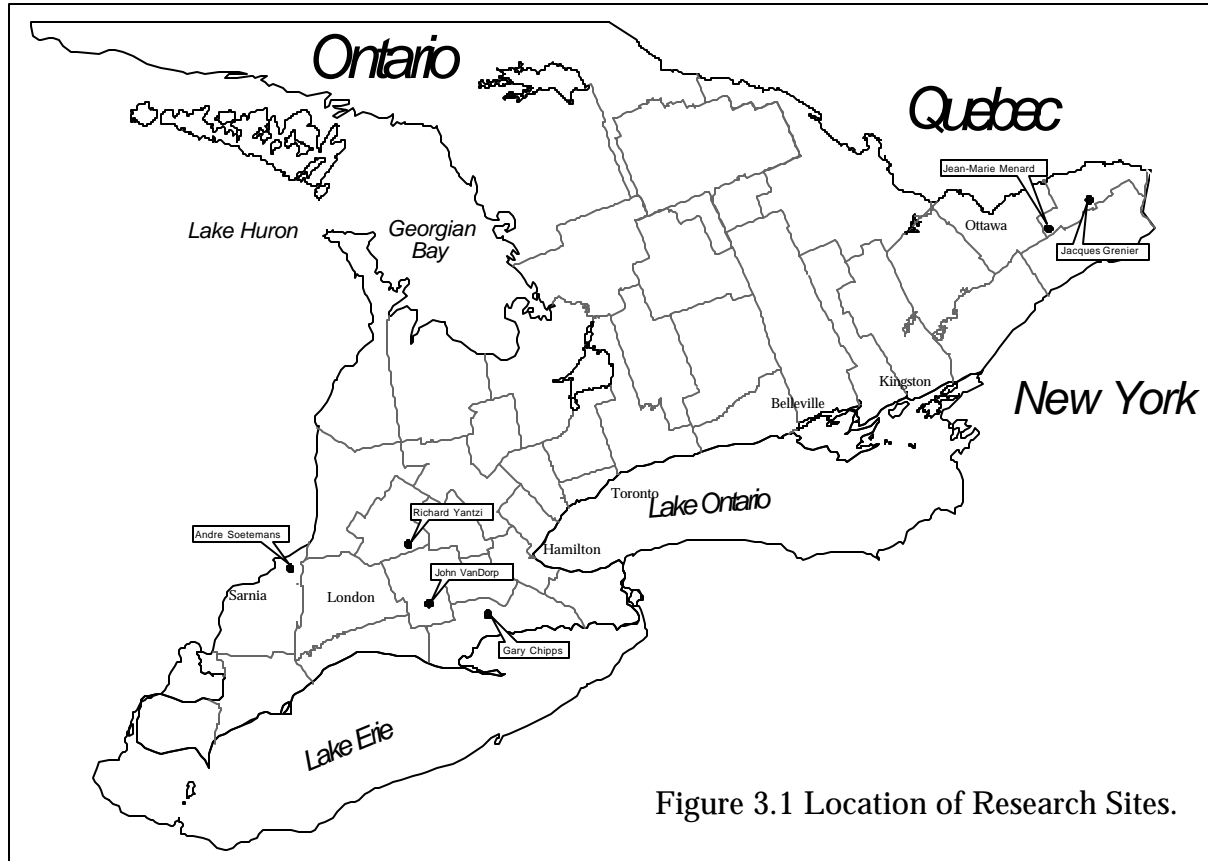 Ontario
Quebec
Jean-Marie Menard
Ottawa
Lake Huron
Georgian
Bay
Jacques Grenier
Kingston
New York
Belleville
Toronto
Lake Ontario
Richard Yantzi
Andre Soetemans
Hamilton
John VanDorp
Sarnia
London
Gary Chipps
Lake Erie
Figure 3.1 Location of Research Sites.